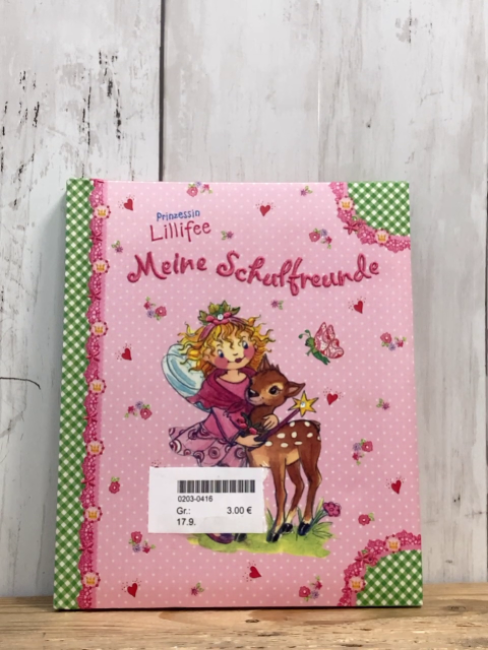 Prinzessin
Lillifee
Meine Schulfreunde
0203-0416
Gr.: 3.00 €
17.9.